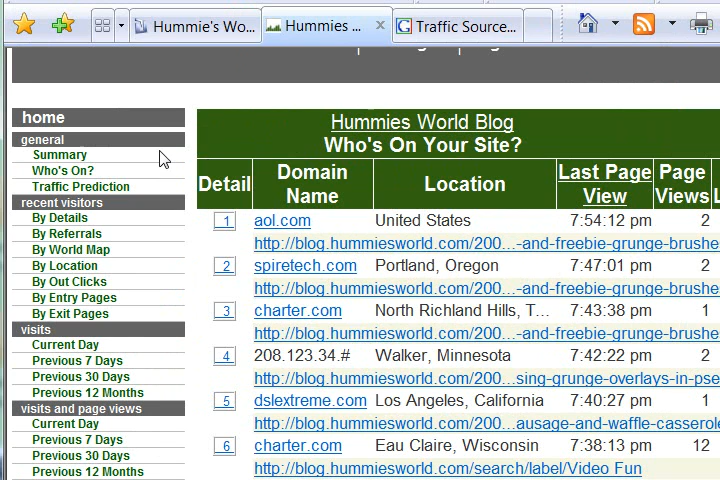 Hummie's Wo...
Hummies ...
Traffic Source...
home
general
Summary
Who's On?
Traffic Prediction
recent visitors
By Details
By Referrals
By World Map
By Location
By Out Clicks
By Entry Pages
By Exit Pages
visits
Current Day
Previous 7 Days
Previous 30 Days
Previous 12 Months
visits and page views
Current Day
Previous 7 Days
Previous 30 Days
Previous 12 Months
Hummies World Blog
Who's On Your Site?
Detail Domain Name Location Last Page View Page Views
1 aol.com United States 7:54:12 pm 2
http://blog.hummiesworld.com/200...-and-freebie-grunge-brushe
2 spiretech.com Portland, Oregon 7:47:01 pm 2
http://blog.hummiesworld.com/200...-and-freebie-grunge-brushe
3 charter.com North Richland Hills, T... 7:43:38 pm 1
http://blog.hummiesworld.com/200...-and-freebie-grunge-brushe
4 208.123.34.# Walker, Minnesota 7:42:22 pm 2
http://blog.hummiesworld.com/200...sing-grunge-overlays-in-pse
5 dslextreme.com Los Angeles, California 7:40:27 pm 1
http://blog.hummiesworld.com/200...ausage-and-waffle-casserol
6 charter.com Eau Claire, Wisconsin 7:38:13 pm 12
http://blog.hummiesworld.com/search/label/Video Fun